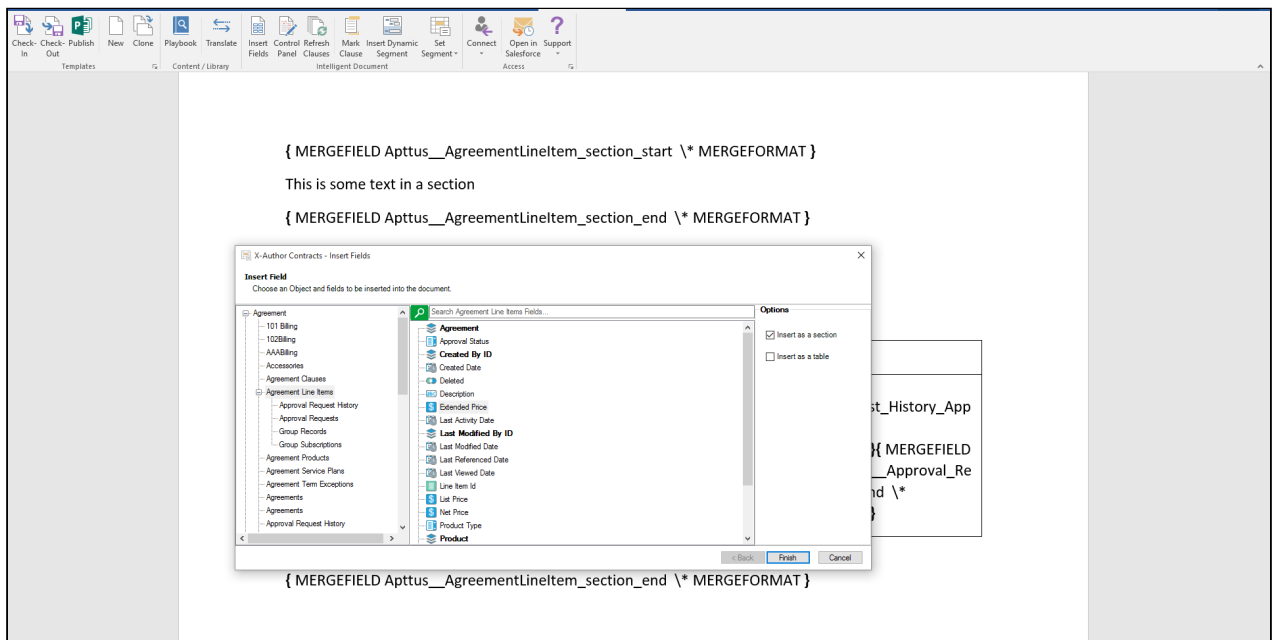 Check-In Check-Out Publish New Clone Playbook Translate Insert Fields Control Panel Refresh Clauses Mark Clause Insert Dynamic Segment Set Segment Connect Open in Salesforce Support
Templates Content / Library Intelligent Document Access
{ MERGEFIELD Apttus__AgreementLineItem_section_start \* MERGEFORMAT }
This is some text in a section
{ MERGEFIELD Apttus__AgreementLineItem_section_end \* MERGEFORMAT }
X-Author Contracts - Insert Fields
Insert Field
Choose an Object and fields to be inserted into the document.
Agreement
101 Billing
102Billing
AAABilling
Accessories
Agreement Clauses
Agreement Line Items
Approval Request History
Approval Requests
Group Records
Group Subscriptions
Agreement Products
Agreement Service Plans
Agreement Term Exceptions
Agreements
Agreements
Approval Request History
Search Agreement Line Items Fields...
Agreement
Approval Status
Created By ID
Created Date
Deleted
Description
Extended Price
Last Activity Date
Last Modified By ID
Last Modified Date
Last Referenced Date
Last Viewed Date
Line Item Id
List Price
Net Price
Product Type
Product
Options
Insert as a section
Insert as a table
< Back Finish Cancel
st_History_App
}{ MERGEFIELD
__Approval_Re
nd \*
}
{ MERGEFIELD Apttus__AgreementLineItem_section_end \* MERGEFORMAT }